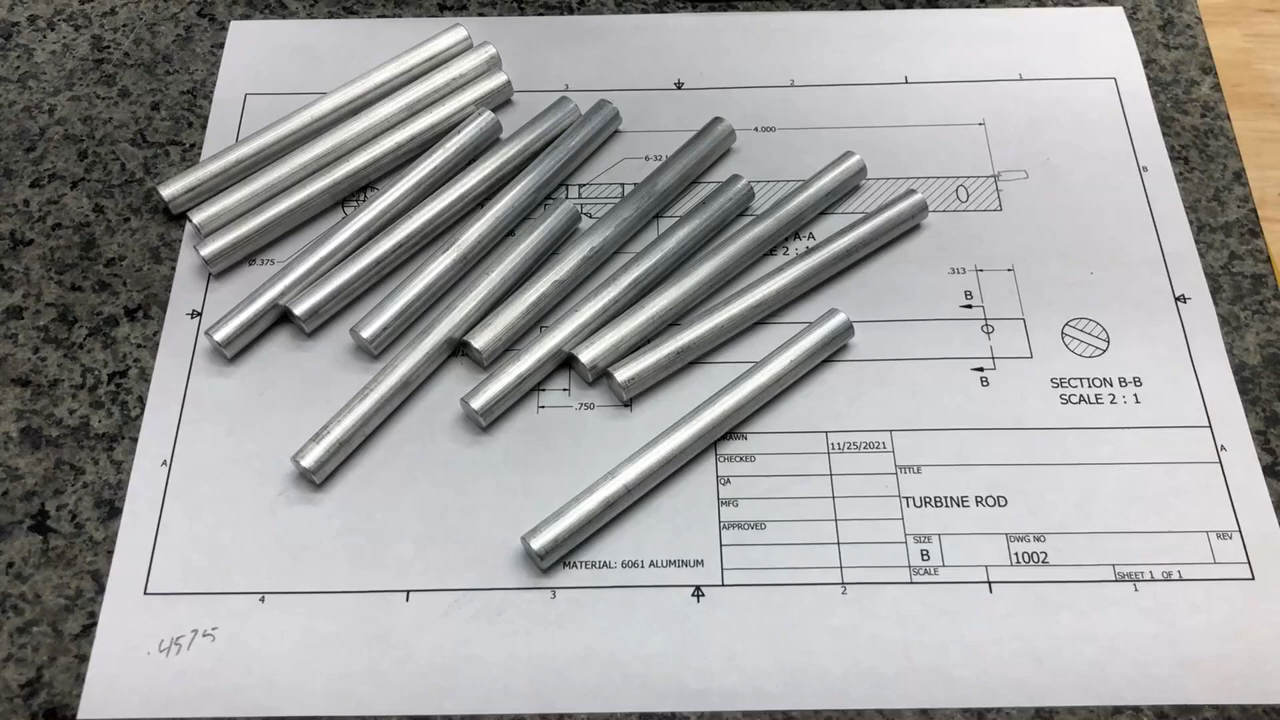 3
2
1
4.000
6-32
B
A-A
2 : 1
Ø.375
.313
B
B
.750
SECTION B-B
SCALE 2 : 1
A
A
DRAWN
11/25/2021
CHECKED
TITLE
QA
MFG
TURBINE ROD
APPROVED
SIZE
DWG NO
REV
B
1002
MATERIAL: 6061 ALUMINUM
SCALE
SHEET 1 OF 1
4
3
2
1
.4575